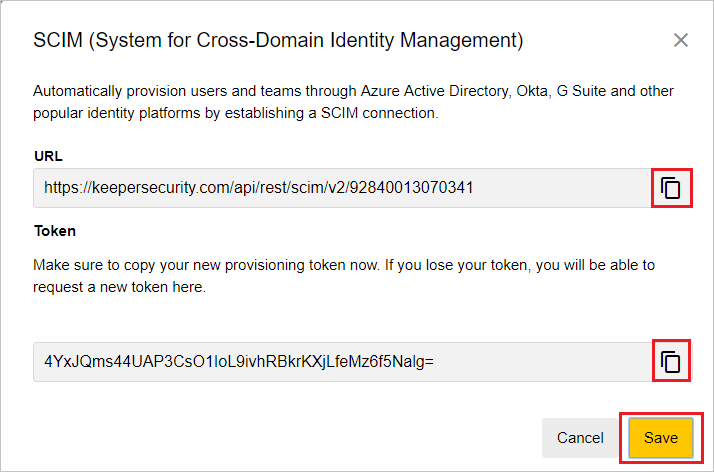 SCIM (System for Cross-Domain Identity Management)
Automatically provision users and teams through Azure Active Directory, Okta, G Suite and other
popular identity platforms by establishing a SCIM connection.
URL
https://keepersecurity.com/api/rest/scim/v2/92840013070341
Token
Make sure to copy your new provisioning token now. If you lose your token, you will be able to
request a new token here.
4YxJQms44UAP3CsO1IoL9ivhRBkrKXjLfeMz6f5Nalg=
Cancel
Save